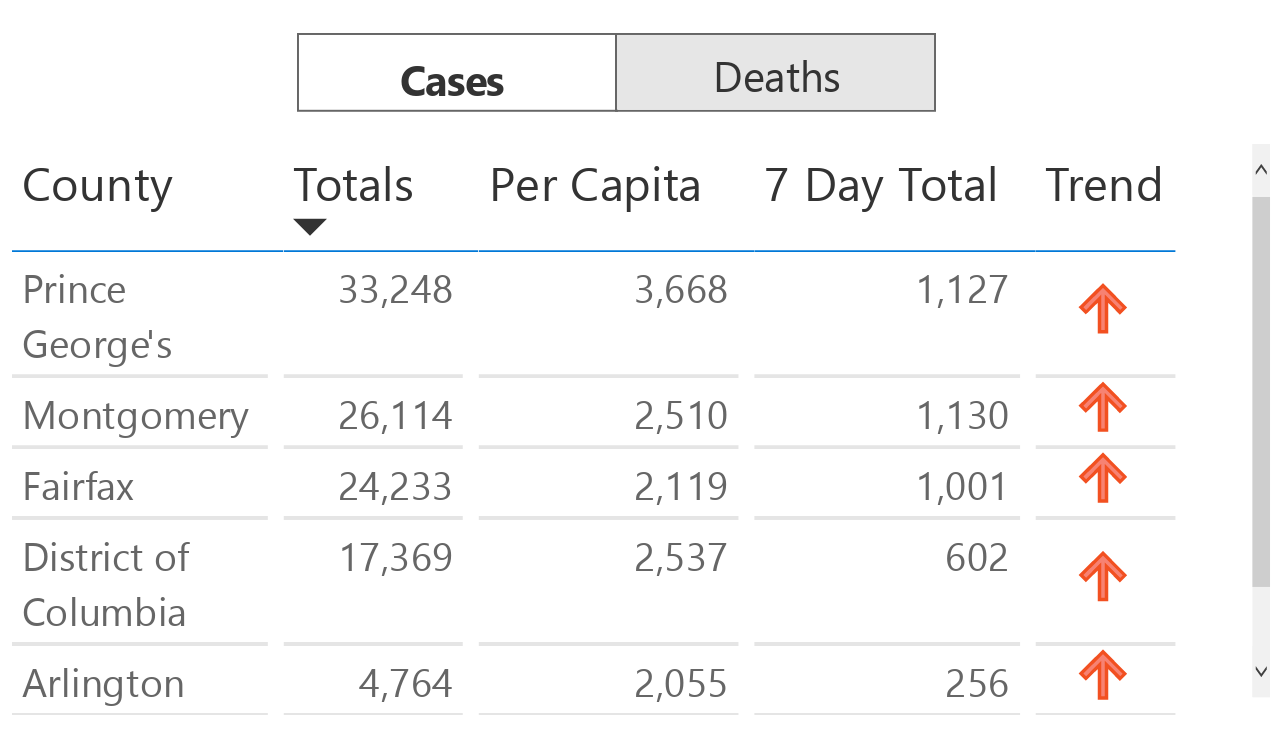 Cases Deaths
County Totals Per Capita 7 Day Total Trend
Prince 33,248 3,668 1,127
George's
Montgomery 26,114 2,510 1,130
Fairfax 24,233 2,119 1,001
District of 17,369 2,537 602
Columbia
Arlington 4,764 2,055 256